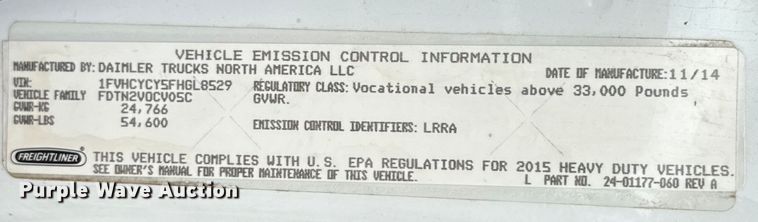 VEHICLE EMISSION CONTROL INFORMATION
MANUFACTURED BY: DAIMLER TRUCKS NORTH AMERICA LLC DATE OF MANUFACTURE: 11/14
VIN: 1FVHCYCY5FHGL8529 REGULATORY CLASS: Vocational vehicles above 33,000 Pounds
VEHICLE FAMILY FDTN2VOCV05C GVWR.
GVWR-KG 24,766
GVWR-LBS 54,600 EMISSION CONTROL IDENTIFIERS: LRRA
FREIGHTLINER THIS VEHICLE COMPLIES WITH U.S. EPA REGULATIONS FOR 2015 HEAVY DUTY VEHICLES.
SEE OWNER'S MANUAL FOR PROPER MAINTENANCE OF THIS VEHICLE. L PART NO. 24-01177-060 REV A
Purple Wave Auction